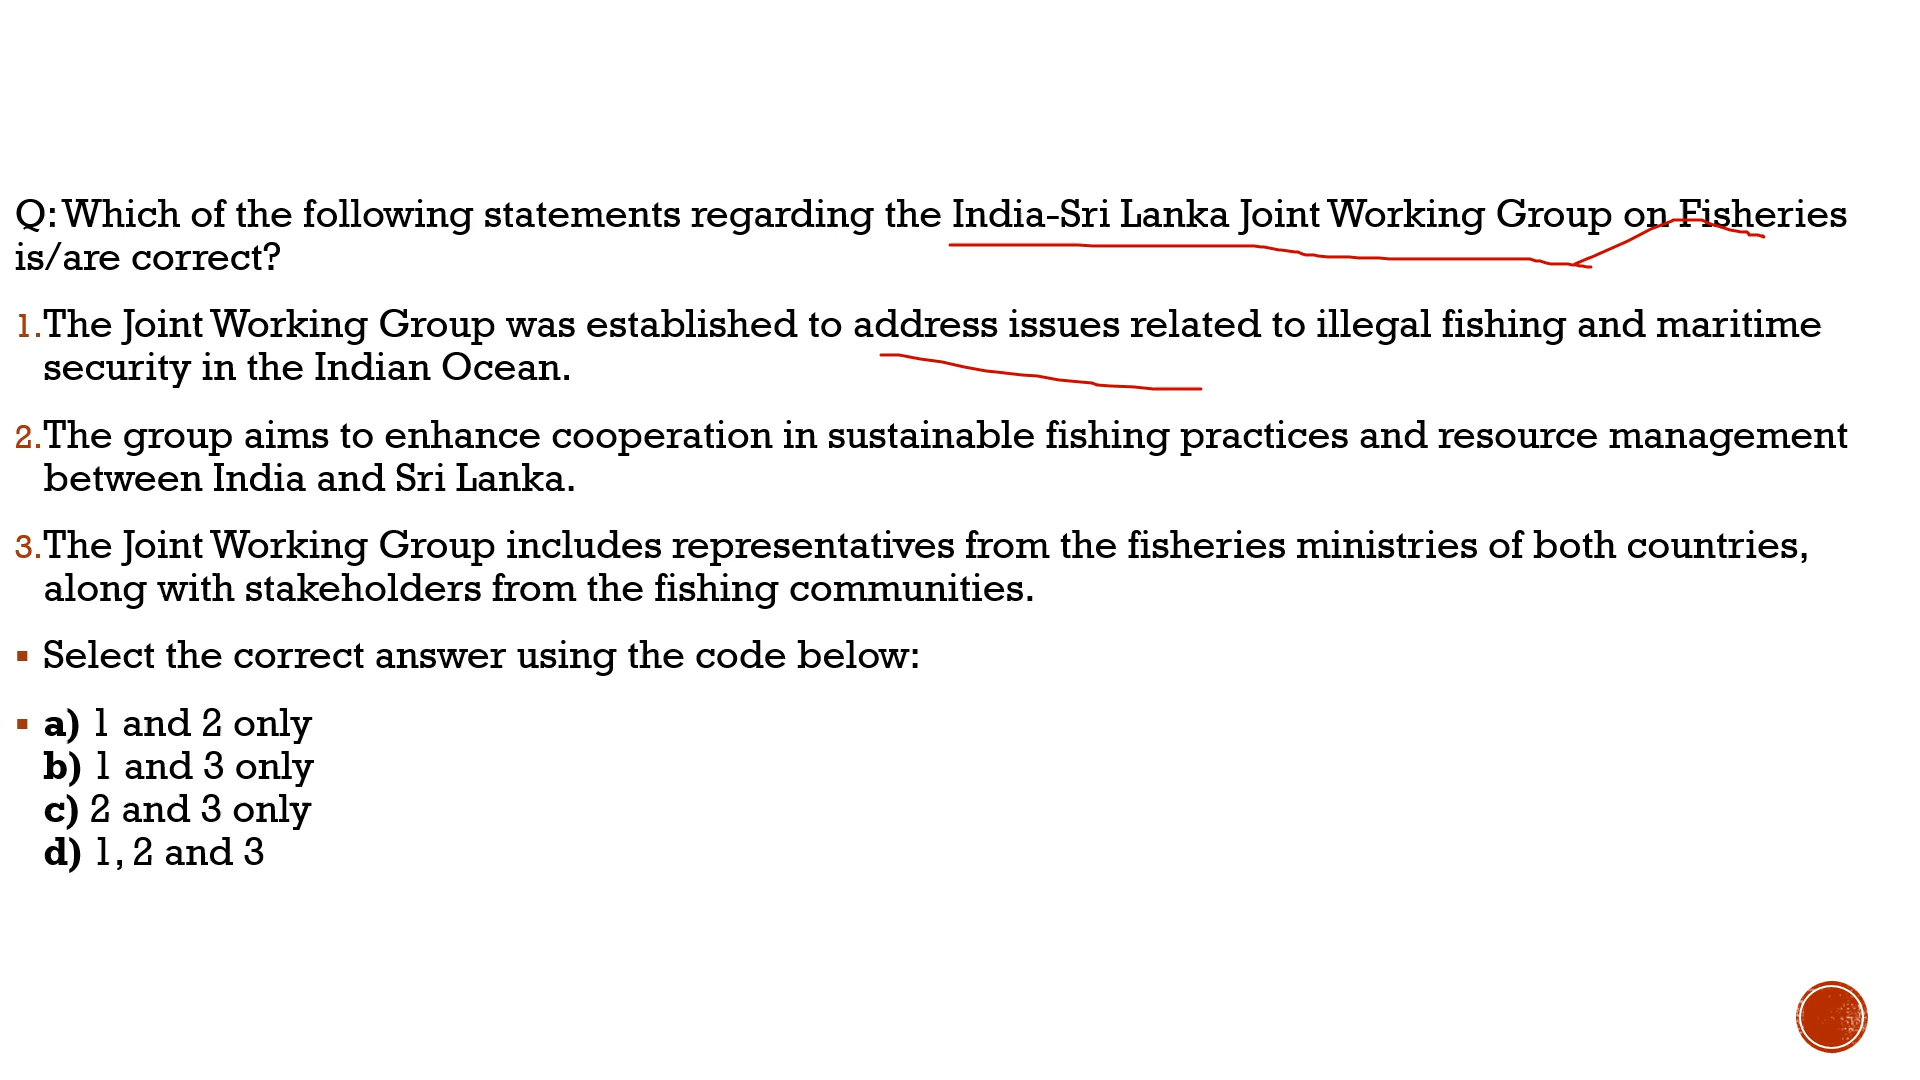 Q: Which of the following statements regarding the India-Sri Lanka Joint Working Group on Fisheries
is/are correct?
1. The Joint Working Group was established to address issues related to illegal fishing and maritime
security in the Indian Ocean.
2. The group aims to enhance cooperation in sustainable fishing practices and resource management
between India and Sri Lanka.
3. The Joint Working Group includes representatives from the fisheries ministries of both countries,
along with stakeholders from the fishing communities.
▪ Select the correct answer using the code below:
▪ a) 1 and 2 only
b) 1 and 3 only
c) 2 and 3 only
d) 1, 2 and 3